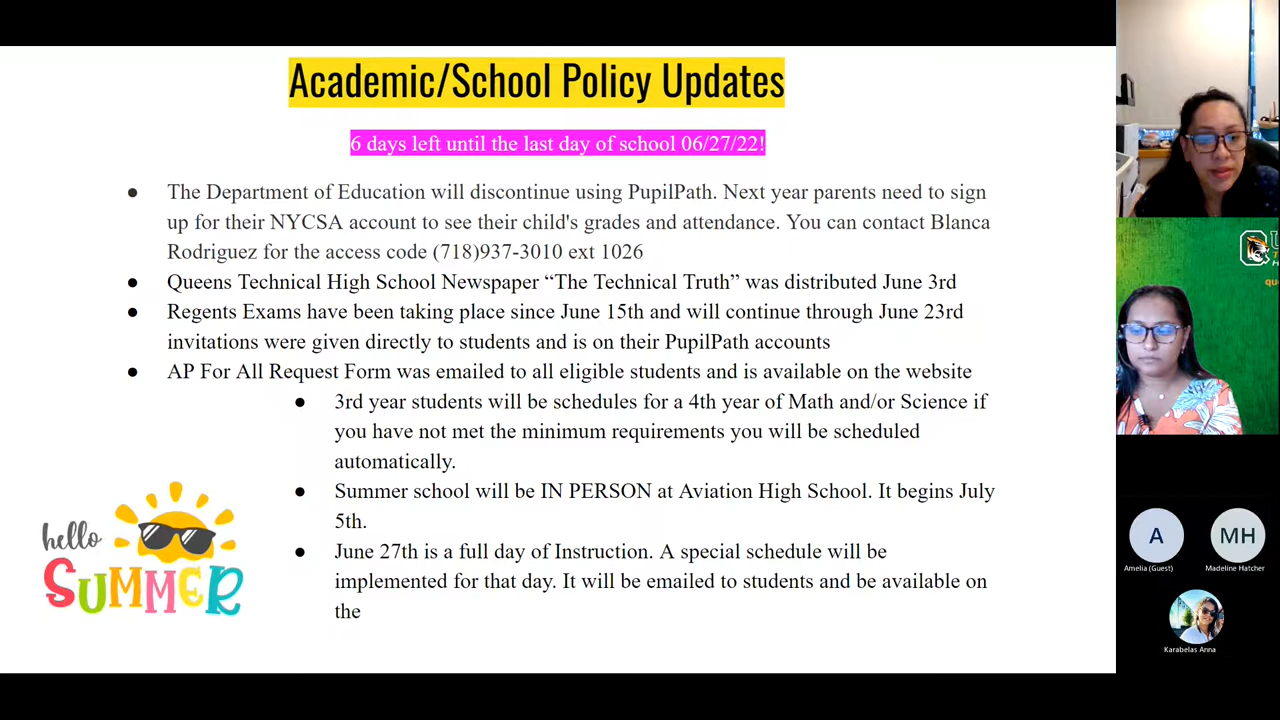 Academic/School Policy Updates
6 days left until the last day of school 06/27/22!
● The Department of Education will discontinue using PupilPath. Next year parents need to sign
up for their NYCSA account to see their child's grades and attendance. You can contact Blanca
Rodriguez for the access code (718)937-3010 ext 1026
● Queens Technical High School Newspaper “The Technical Truth” was distributed June 3rd
● Regents Exams have been taking place since June 15th and will continue through June 23rd
invitations were given directly to students and is on their PupilPath accounts
● AP For All Request Form was emailed to all eligible students and is available on the website
● 3rd year students will be schedules for a 4th year of Math and/or Science if
you have not met the minimum requirements you will be scheduled
automatically.
● Summer school will be IN PERSON at Aviation High School. It begins July
5th.
● June 27th is a full day of Instruction. A special schedule will be
implemented for that day. It will be emailed to students and be available on
the
hello
SUMMER
A
MH
Amelia (Guest)
Madeline Hatcher
Karabelas Anna